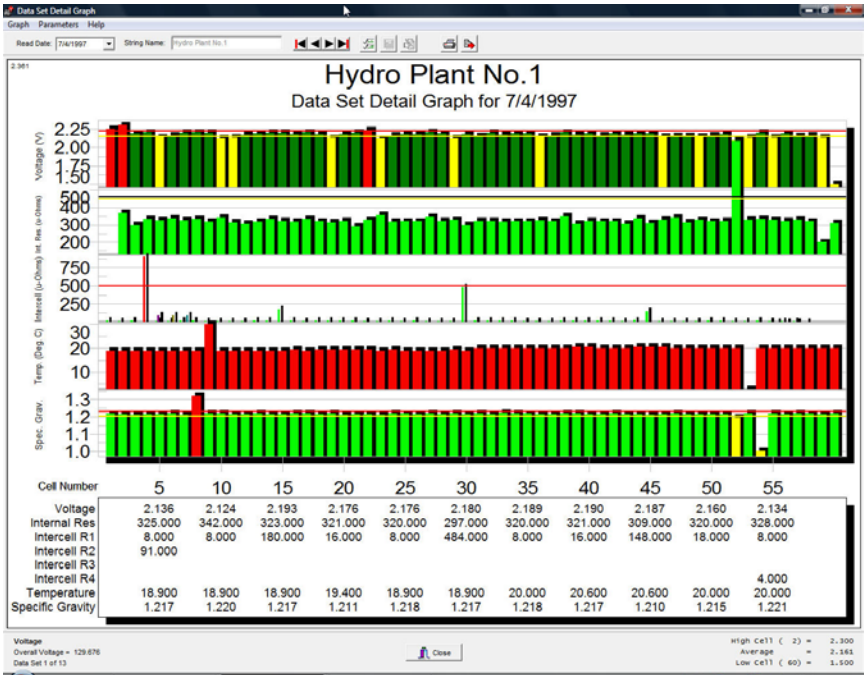 Data Set Detail Graph
Graph Parameters Help
Read Date: 7/4/1997 String Name: Hydro Plant No.1
2.361
Hydro Plant No.1
Data Set Detail Graph for 7/4/1997
Voltage (V)
2.25
2.00
1.75
1.50
Int. Res. (u-Ohms)
500
400
300
200
Intercell (u-Ohms)
750
500
250
Temp. (Deg. C)
30
20
10
Spec. Grav.
1.3
1.2
1.1
1.0
Cell Number 5 10 15 20 25 30 35 40 45 50 55
Voltage 2.136 2.124 2.193 2.176 2.176 2.180 2.189 2.190 2.187 2.160 2.134
Internal Res 325.000 342.000 323.000 321.000 320.000 297.000 320.000 321.000 309.000 320.000 328.000
Intercell R1 8.000 8.000 180.000 16.000 8.000 484.000 8.000 16.000 148.000 18.000 8.000
Intercell R2 91.000
Intercell R3
Intercell R4 4.000
Temperature 18.900 18.900 18.900 19.400 18.900 18.900 20.000 20.600 20.600 20.000 20.000
Specific Gravity 1.217 1.220 1.217 1.211 1.218 1.217 1.218 1.217 1.210 1.215 1.221
Voltage
Overall Voltage = 129.676
Data Set 1 of 13
Close
High Cell ( 2) = 2.300
Average = 2.161
Low Cell ( 60) = 1.500